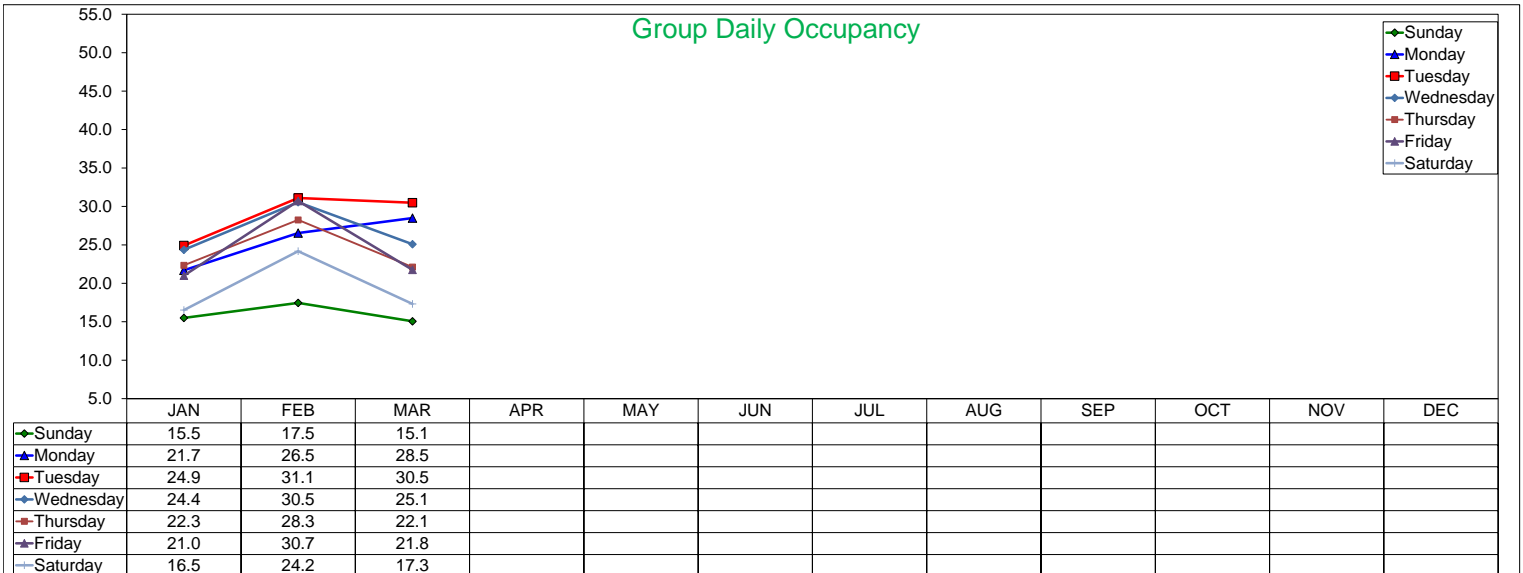 Group Daily Occupancy
55.0
50.0
45.0
40.0
35.0
30.0
25.0
20.0
15.0
10.0
5.0
Sunday
Monday
Tuesday
Wednesday
Thursday
Friday
Saturday
JAN FEB MAR APR MAY JUN JUL AUG SEP OCT NOV DEC
Sunday 15.5 17.5 15.1
Monday 21.7 26.5 28.5
Tuesday 24.9 31.1 30.5
Wednesday 24.4 30.5 25.1
Thursday 22.3 28.3 22.1
Friday 21.0 30.7 21.8
Saturday 16.5 24.2 17.3